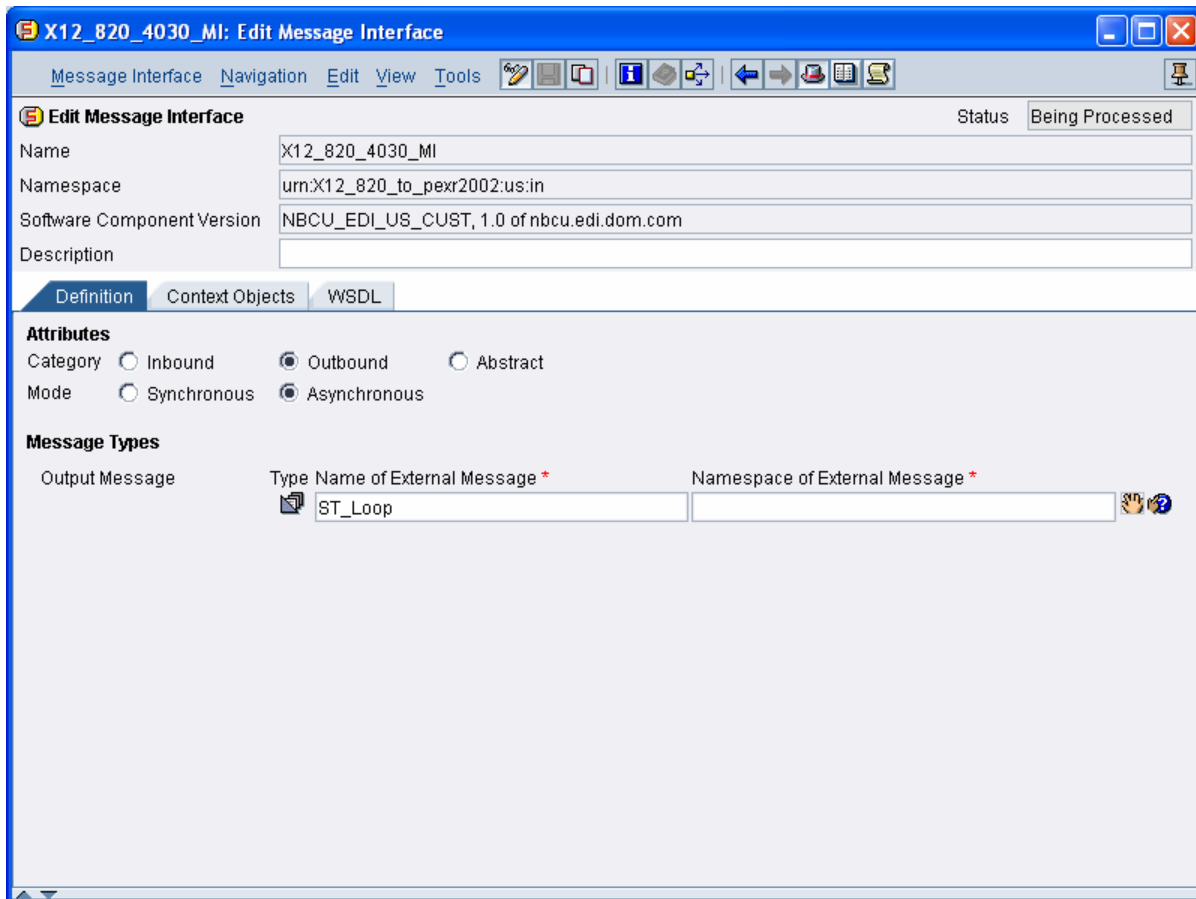 X12_820_4030_MI: Edit Message Interface
Message Interface Navigation Edit View Tools
Edit Message Interface Status Being Processed
Name X12_820_4030_MI
Namespace urn:X12_820_to_pexr2002:us:in
Software Component Version NBCU_EDI_US_CUST, 1.0 of nbcu.edi.dom.com
Description
Definition Context Objects WSDL
Attributes
Category Inbound Outbound Abstract
Mode Synchronous Asynchronous
Message Types
Output Message Type Name of External Message * Namespace of External Message *
ST_Loop